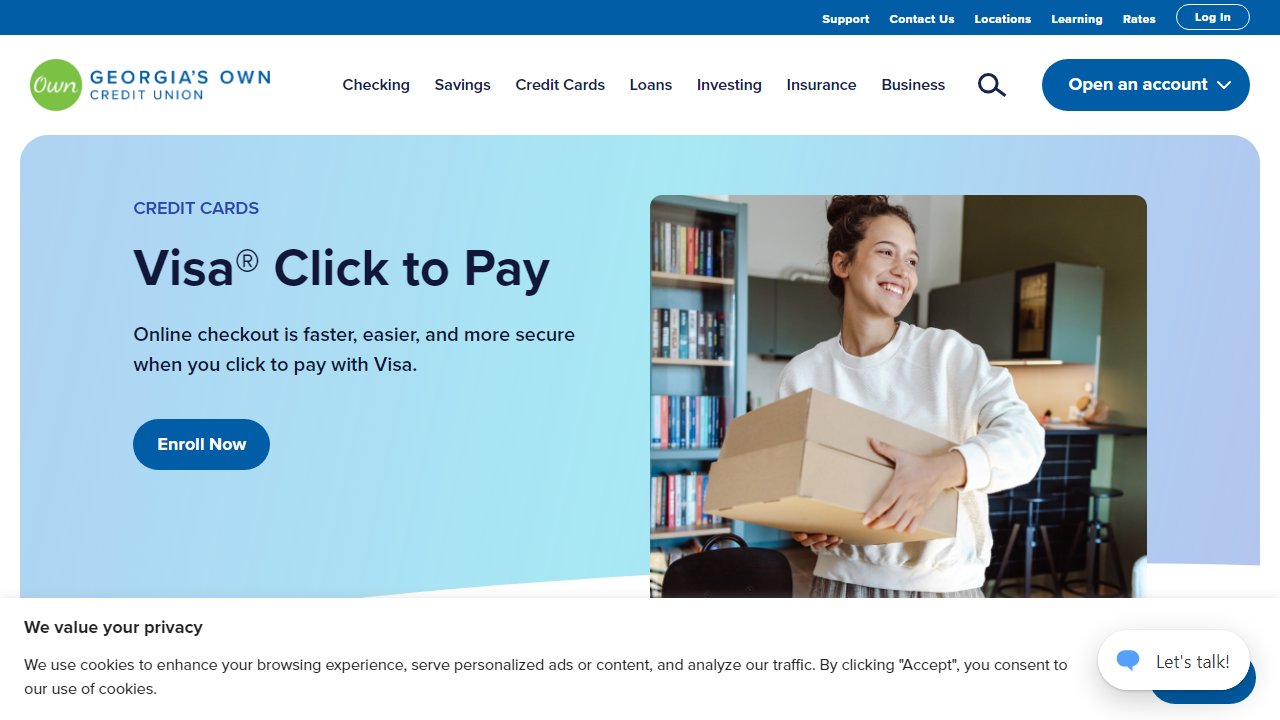 Support Contact Us Locations Learning Rates Log In
Own GEORGIA'S OWN
CREDIT UNION
Checking Savings Credit Cards Loans Investing Insurance Business Open an account
CREDIT CARDS
Visa® Click to Pay
Online checkout is faster, easier, and more secure
when you click to pay with Visa.
Enroll Now
We value your privacy
We use cookies to enhance your browsing experience, serve personalized ads or content, and analyze our traffic. By clicking "Accept", you consent to
our use of cookies.
Let's talk!